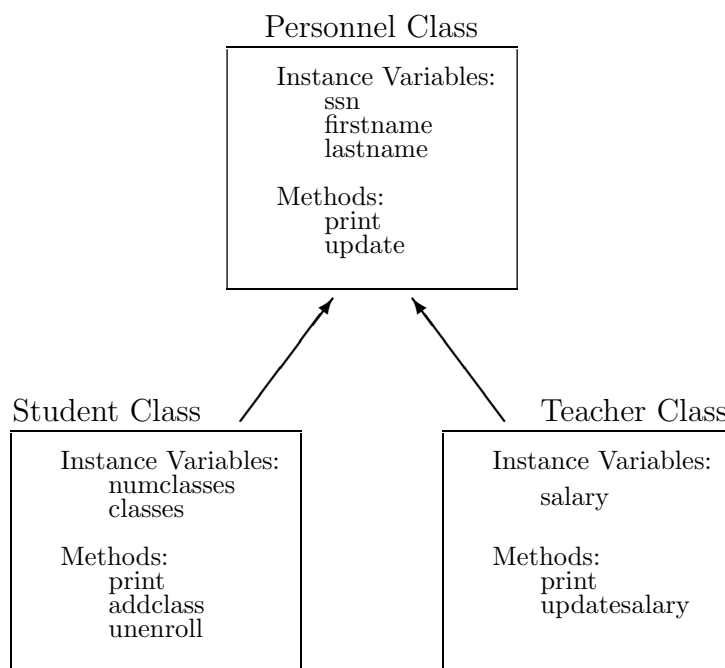 Personnel Class
Instance Variables:
ssn
firstname
lastname
Methods:
print
update
Student Class
Instance Variables:
numclasses
classes
Methods:
print
addclass
unenroll
Teacher Class
Instance Variables:
salary
Methods:
print
updatesalary